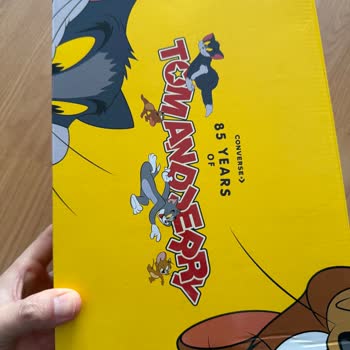 CONVERSE
85 YEARS
OF
TOM AND JERRY